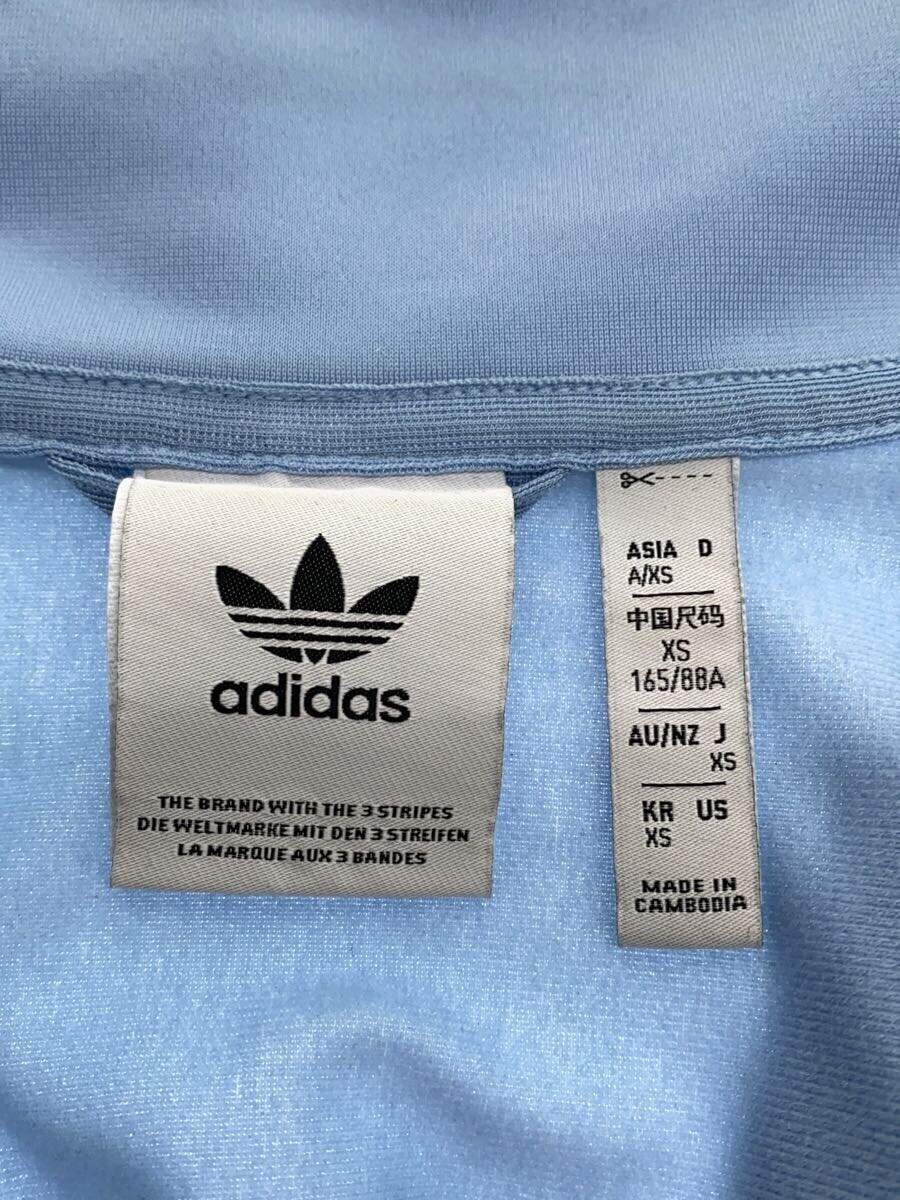 adidas
THE BRAND WITH THE 3 STRIPES
DIE WELTMARKE MIT DEN 3 STREIFEN
LA MARQUE AUX 3 BANDES
ASIA D
A/XS
中国尺码
XS
165/88A
AU/NZ J
XS
KR US
XS
MADE IN
CAMBODIA